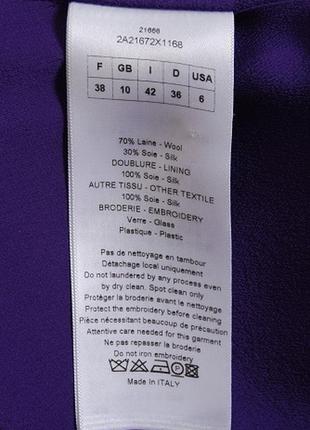 21666
2A21672X1168
F GB I D USA
38 10 42 36 6
70% Laine - Wool
30% Soie - Silk
DOUBLURE - LINING
100% Soie - Silk
AUTRE TISSU - OTHER TEXTILE
100% Soie - Silk
BRODERIE - EMBROIDERY
Verre - Glass
Plastique - Plastic
Pas de nettoyage en tambour
Détachage local uniquement
Do not laundered by any process even
by dry clean. Spot clean only
Protéger la broderie avant le nettoyage
Protect the embroidery before cleaning
Pièce nécessitant beaucoup de précaution
Attentive care needed for this garment
Ne pas repasser la broderie
Do not iron embroidery
Made In ITALY